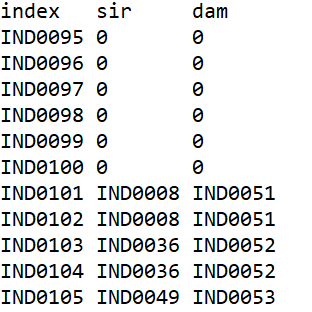 index sir dam
IND0095 0 0
IND0096 0 0
IND0097 0 0
IND0098 0 0
IND0099 0 0
IND0100 0 0
IND0101 IND0008 IND0051
IND0102 IND0008 IND0051
IND0103 IND0036 IND0052
IND0104 IND0036 IND0052
IND0105 IND0049 IND0053